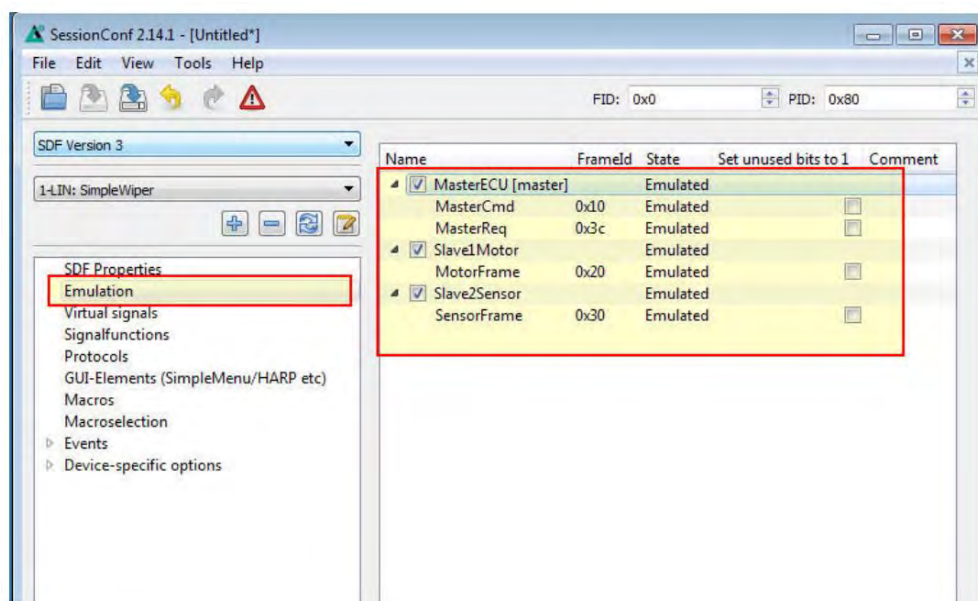 SessionConf 2.14.1 - [Untitled*]
File Edit View Tools Help
FID: 0x0 PID: 0x80
SDF Version 3
1-LIN: SimpleWiper
SDF Properties
Emulation
Virtual signals
Signalfunctions
Protocols
GUI-Elements (SimpleMenu/HARP etc)
Macros
Macroselection
Events
Device-specific options
Name FrameId State Set unused bits to 1 Comment
MasterECU [master] Emulated
MasterCmd 0x10 Emulated
MasterReq 0x3c Emulated
Slave1Motor Emulated
MotorFrame 0x20 Emulated
Slave2Sensor Emulated
SensorFrame 0x30 Emulated